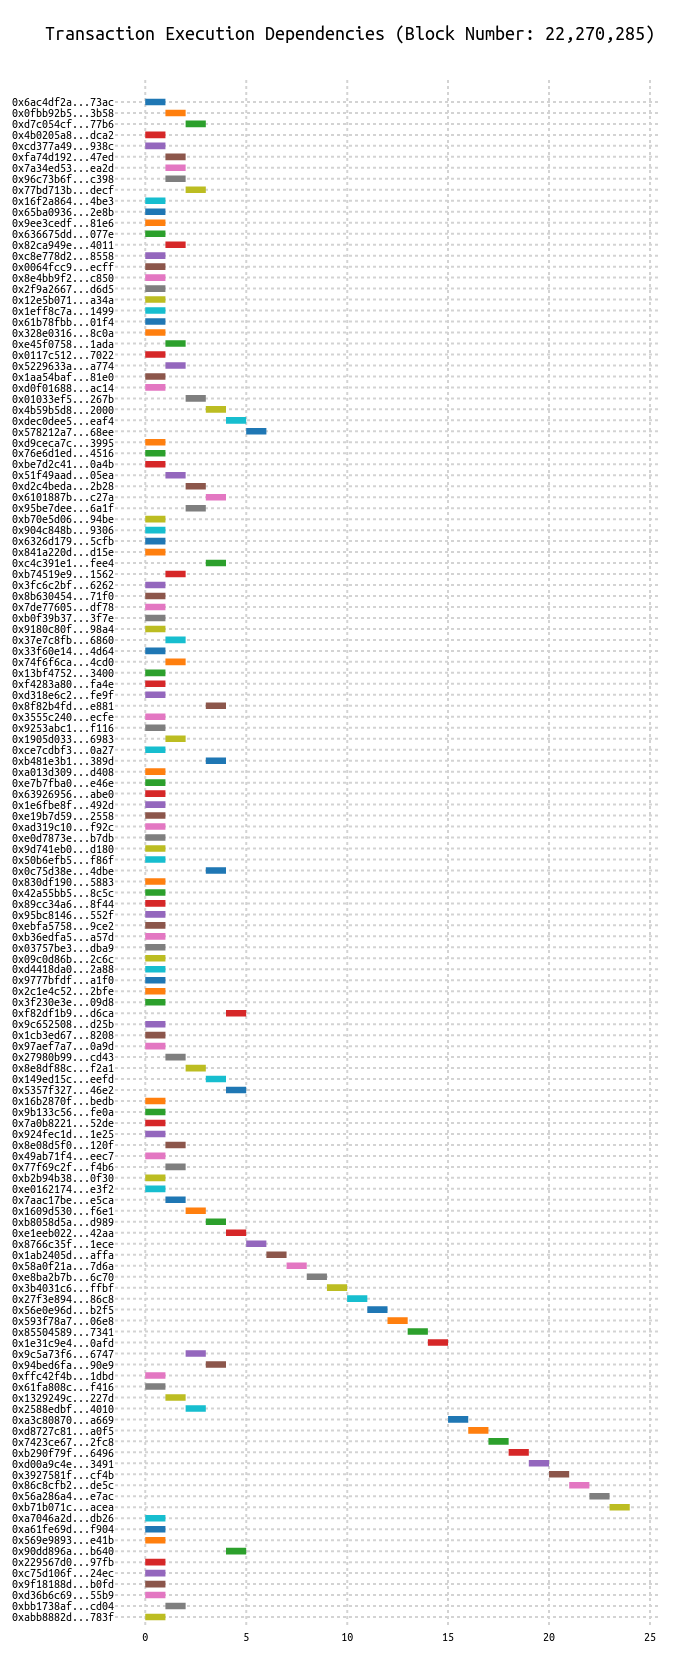 Transaction Execution Dependencies (Block Number: 22,270,285)
0x6ac4df2a...73ac
0x0fbb92b5...3b58
0xd7c054cf...77b6
0x4b0205a8...dca2
0xcd377a49...938c
0xfa74d192...47ed
0x7a34ed53...ea2d
0x96c73b6f...c398
0x77bd713b...decf
0x16f2a864...4be3
0x65ba0936...2e8b
0x9ee3cedf...81e6
0x636675dd...077e
0x82ca949e...4011
0xc8e778d2...8558
0x0064fcc9...ecff
0x8e4bb9f2...c850
0x2f9a2667...d6d5
0x12e5b071...a34a
0x1eff8c7a...1499
0x61b78fbb...01f4
0x328e0316...8c0a
0xe45f0758...1ada
0x0117c512...7022
0x5229633a...a774
0x1aa54baf...81e0
0xd0f01688...ac14
0x01033ef5...267b
0x4b59b5d8...2000
0xdec0dee5...eaf4
0x578212a7...68ee
0xd9ceca7c...3995
0x76e6d1ed...4516
0xbe7d2c41...0a4b
0x51f49aad...05ea
0xd2c4beda...2b28
0x6101887b...c27a
0x95be7dee...6a1f
0xb70e5d06...94be
0x904c848b...9306
0x6326d179...5cfb
0x841a220d...d15e
0xc4c391e1...fee4
0xb74519e9...1562
0x3fc6c2bf...6262
0x8b630454...71f0
0x7de77605...df78
0xb0f39b37...3f7e
0x9180c80f...98a4
0x37e7c8fb...6860
0x33f60e14...4d64
0x74f6f6ca...4cd0
0x13bf4752...3400
0xf4283a80...fa4e
0xd318e6c2...fe9f
0x8f82b4fd...e881
0x3555c240...ecfe
0x9253abc1...f116
0x1905d033...6983
0xce7cdbf3...0a27
0xb481e3b1...389d
0xa013d309...d408
0xe7b7fba0...e46e
0x63926956...abe0
0x1e6fbe8f...492d
0xe19b7d59...2558
0xad319c10...f92c
0xe0d7873e...b7db
0x9d741eb0...d180
0x50b6efb5...f86f
0x0c75d38e...4dbe
0x830df190...5883
0x42a55bb5...8c5c
0x89cc34a6...8f44
0x95bc8146...552f
0xebfa5758...9ce2
0xb36edfa5...a57d
0x03757be3...dba9
0x09c0d86b...2c6c
0xd4418da0...2a88
0x9777bfdf...a1f0
0x2c1e4c52...2bfe
0x3f230e3e...09d8
0xf82df1b9...d6ca
0x9c652508...d25b
0x1cb3ed67...8208
0x97aef7a7...0a9d
0x27980b99...cd43
0x8e8df88c...f2a1
0x149ed15c...eefd
0x5357f327...46e2
0x16b2870f...bedb
0x9b133c56...fe0a
0x7a0b8221...52de
0x924fec1d...1e25
0x8e08d5f0...120f
0x49ab71f4...eec7
0x77f69c2f...f4b6
0xb2b94b38...0f30
0xe0162174...e3f2
0x7aac17be...e5ca
0x1609d530...f6e1
0xb8058d5a...d989
0xe1eeb022...42aa
0x8766c35f...1ece
0x1ab2405d...affa
0x58a0f21a...7d6a
0xe8ba2b7b...6c70
0x3b4031c6...ffbf
0x27f3e894...86c8
0x56e0e96d...b2f5
0x593f78a7...06e8
0x85504589...7341
0x1e31c9e4...0afd
0x9c5a73f6...6747
0x94bed6fa...90e9
0xffc42f4b...1dbd
0x61fa808c...f416
0x1329249c...227d
0x2588edbf...4010
0xa3c80870...a669
0xd8727c81...a0f5
0x7423ce67...2fc8
0xb290f79f...6496
0xd00a9c4e...3491
0x3927581f...cf4b
0x86c8cfb2...de5c
0x56a286a4...e7ac
0xb71b071c...acea
0xa7046a2d...db26
0xa61fe69d...f904
0x569e9893...e41b
0x90dd896a...b640
0x229567d0...97fb
0xc75d106f...24ec
0x9f18188d...b0fd
0xd36b6c69...55b9
0xbb1738af...cd04
0xabb8882d...783f
0 5 10 15 20 25